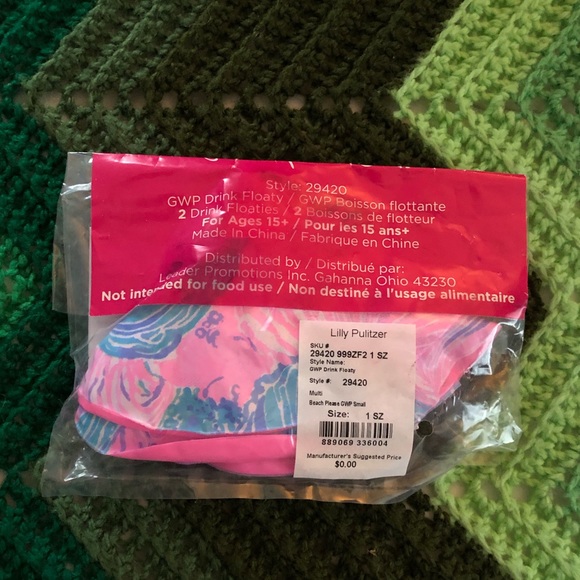 Style: 29420
GWP Drink Floaty / GWP Boisson flottante
2 Drink Floaties / 2 Boissons de flotteur
For Ages 15+ / Pour les 15 ans+
Made in China / Fabrique en Chine
Distributed by / Distribué par:
Leader Promotions Inc. Gahanna Ohio 43230
Not intended for food use / Non destiné à l'usage alimentaire
Lilly Pulitzer
SKU #
29420 999ZF2 1 SZ
Style Name:
GWP Drink Floaty
Style #: 29420
Multi
Beach Please GWP Small
Size: 1 SZ
889069 336004
Manufacturer's Suggested Price
$0.00